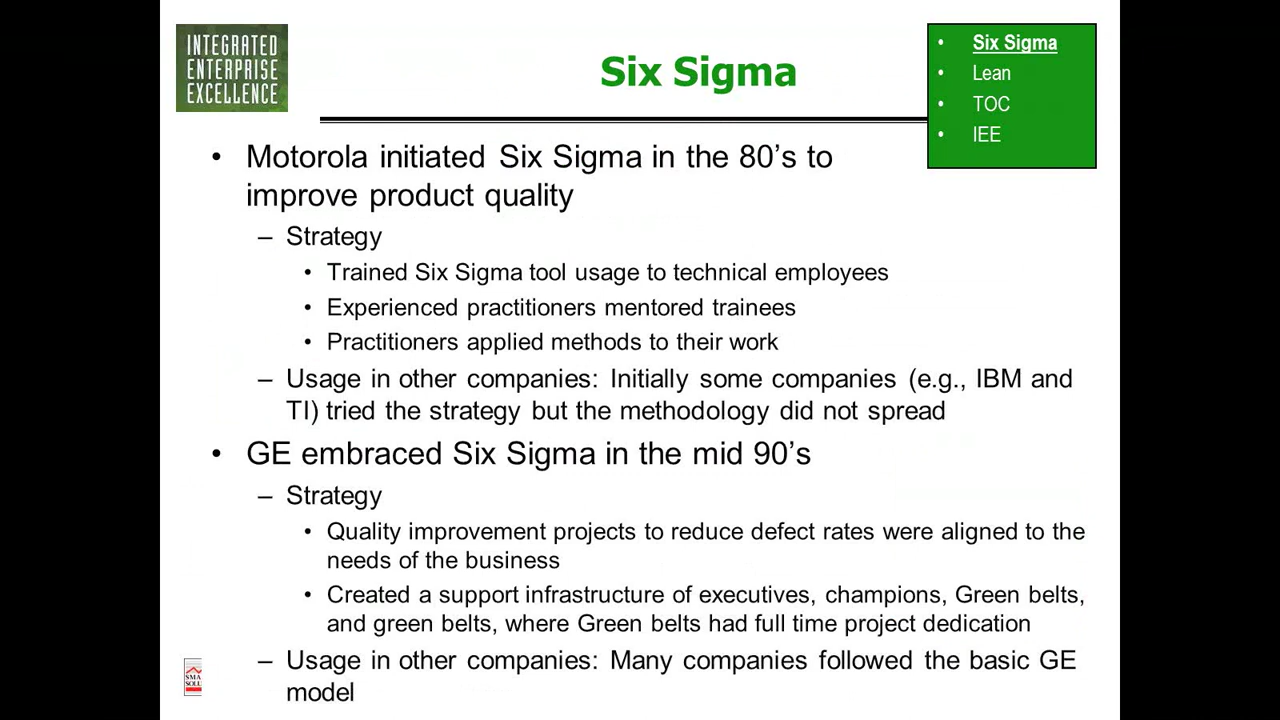 INTEGRATED
ENTERPRISE
EXCELLENCE
Six Sigma
• Six Sigma
• Lean
• TOC
• IEE
• Motorola initiated Six Sigma in the 80's to
improve product quality
– Strategy
• Trained Six Sigma tool usage to technical employees
• Experienced practitioners mentored trainees
• Practitioners applied methods to their work
– Usage in other companies: Initially some companies (e.g., IBM and
TI) tried the strategy but the methodology did not spread
• GE embraced Six Sigma in the mid 90's
– Strategy
• Quality improvement projects to reduce defect rates were aligned to the
needs of the business
• Created a support infrastructure of executives, champions, Green belts,
and green belts, where Green belts had full time project dedication
– Usage in other companies: Many companies followed the basic GE
model
SMA
SOLU